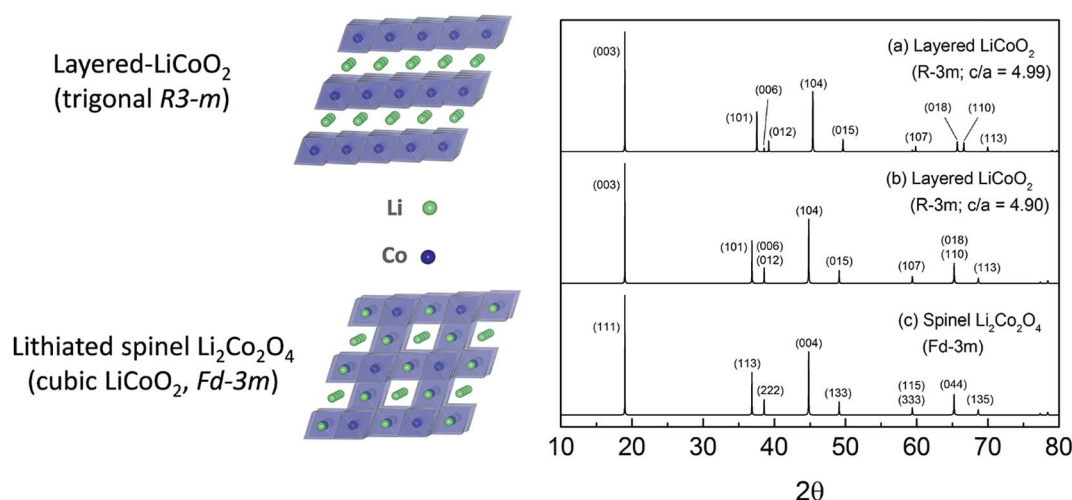 Layered-LiCoO₂
(trigonal R3-m)
Li
Co
Lithiated spinel Li₂Co₂O₄
(cubic LiCoO₂, Fd-3m)
(a) Layered LiCoO₂
(R-3m; c/a = 4.99)
(003)
(101)
(006)
(012)
(104)
(015)
(107)
(018)
(110)
(113)
(b) Layered LiCoO₂
(R-3m; c/a = 4.90)
(003)
(101)
(006)
(012)
(104)
(015)
(107)
(018)
(110)
(113)
(c) Spinel Li₂Co₂O₄
(Fd-3m)
(111)
(113)
(222)
(004)
(133)
(115)
(333)
(044)
(135)
10 20 30 40 50 60 70 80
2θ